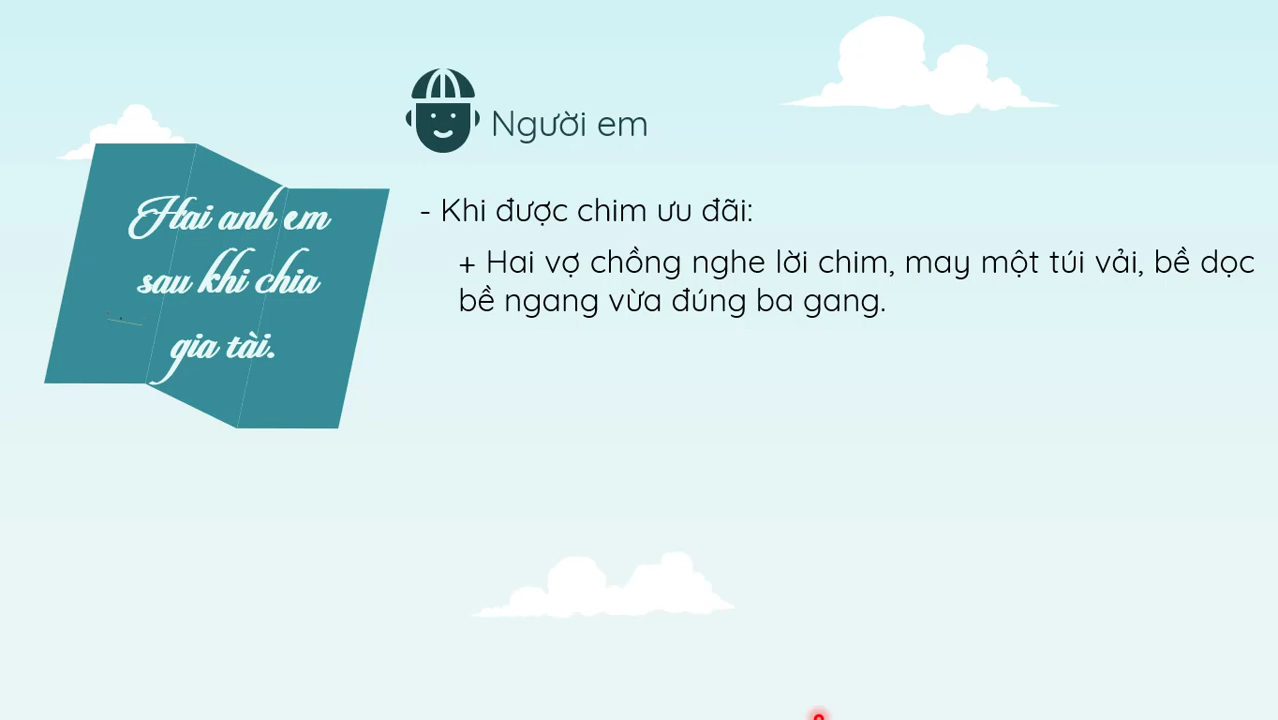 Hai anh em
sau khi chia
gia tài.
Người em
- Khi được chim ưu đãi:
+ Hai vợ chồng nghe lời chim, may một túi vải, bề dọc
bề ngang vừa đúng ba gang.